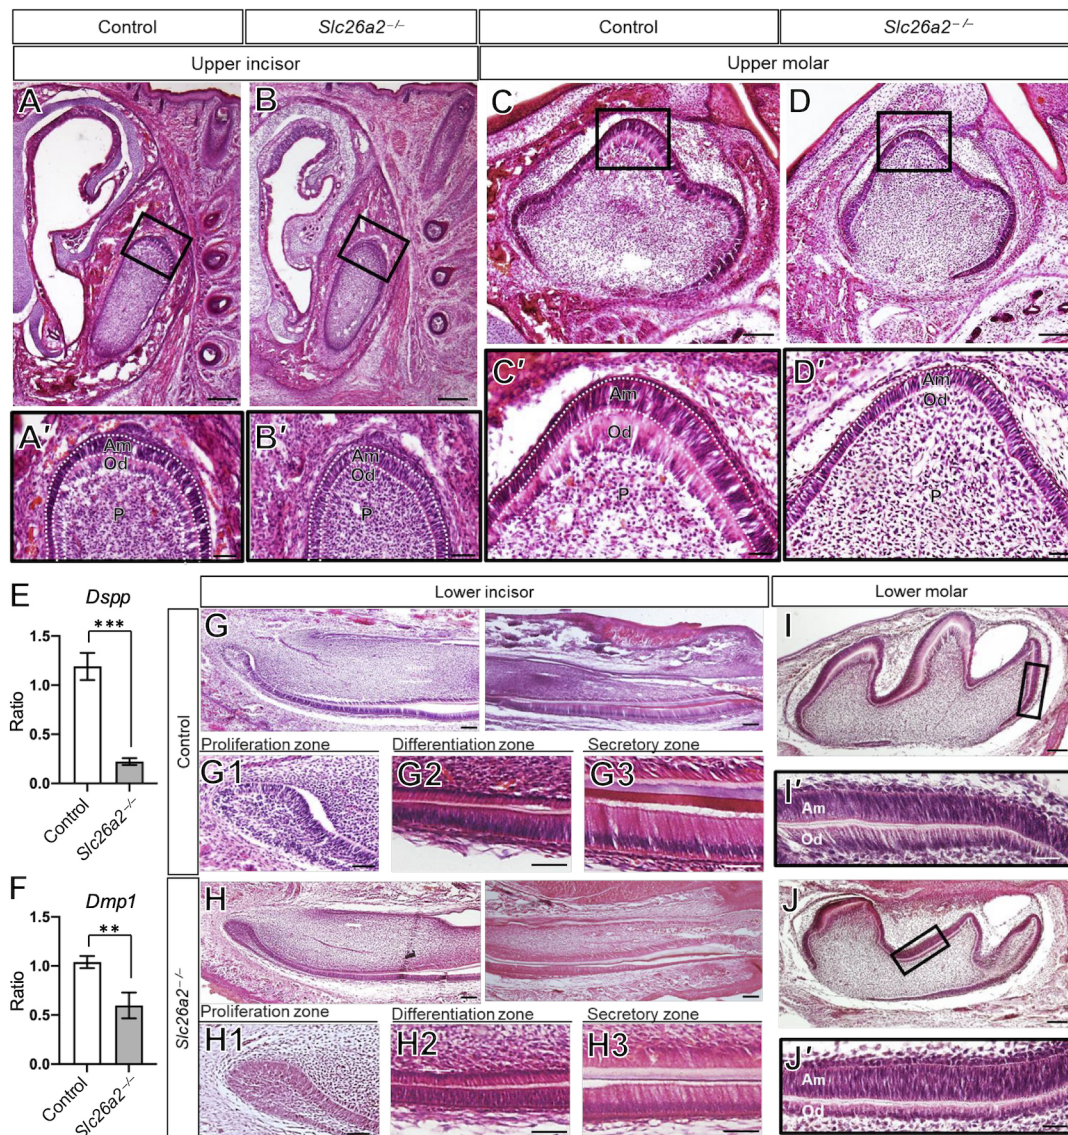 Control
Slc26a2−/−
Control
Slc26a2−/−
Upper incisor
Upper molar
A
B
C
D
A′
Am
Od
P
B′
Am
Od
P
C′
Am
Od
P
D′
Am
Od
P
E
Dspp
***
Ratio
1.5
1.0
0.5
0.0
Control
Slc26a2−/−
F
Dmp1
**
Ratio
1.5
1.0
0.5
0.0
Control
Slc26a2−/−
Lower incisor
Lower molar
Control
G
I
Proliferation zone
Differentiation zone
Secretory zone
G1
G2
G3
I′
Am
Od
Slc26a2−/−
H
J
Proliferation zone
Differentiation zone
Secretory zone
H1
H2
H3
J′
Am
Od